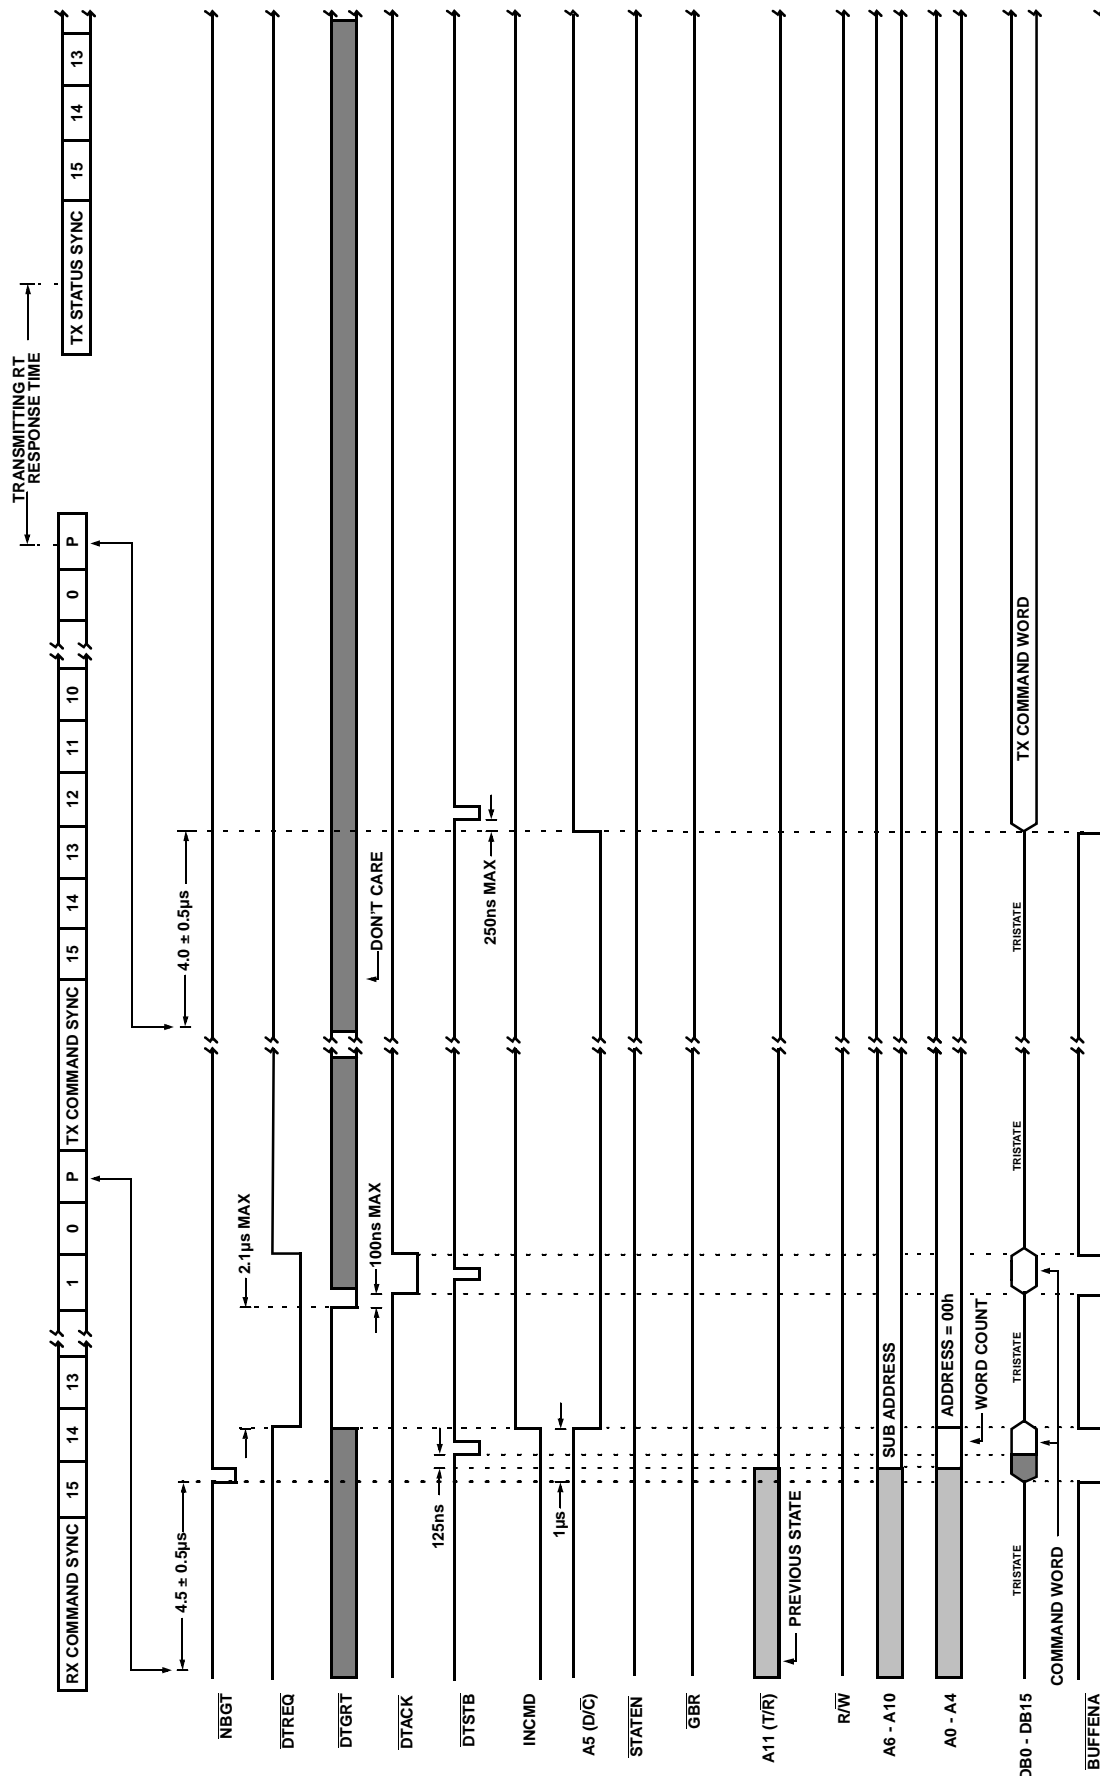 TRANSMITTING RT
RESPONSE TIME
RX COMMAND SYNC 15 14 13 1 0 P TX COMMAND SYNC 15 14 13 12 11 10 0 P TX STATUS SYNC 15 14 13
4.5 ± 0.5µs
4.0 ± 0.5µs
NBGT
2.1µs MAX
DTREQ
DTGRT
DON'T CARE
100ns MAX
DTACK
125ns
DTSTB
250ns MAX
INCMD
1µs
A5 (D/C)
STATEN
GBR
A11 (T/R)
PREVIOUS STATE
R/W
SUB ADDRESS
A6 - A10
ADDRESS = 00h
A0 - A4
WORD COUNT
TX COMMAND WORD
DB0 - DB15
TRISTATE
TRISTATE
TRISTATE
TRISTATE
COMMAND WORD
BUFFENA